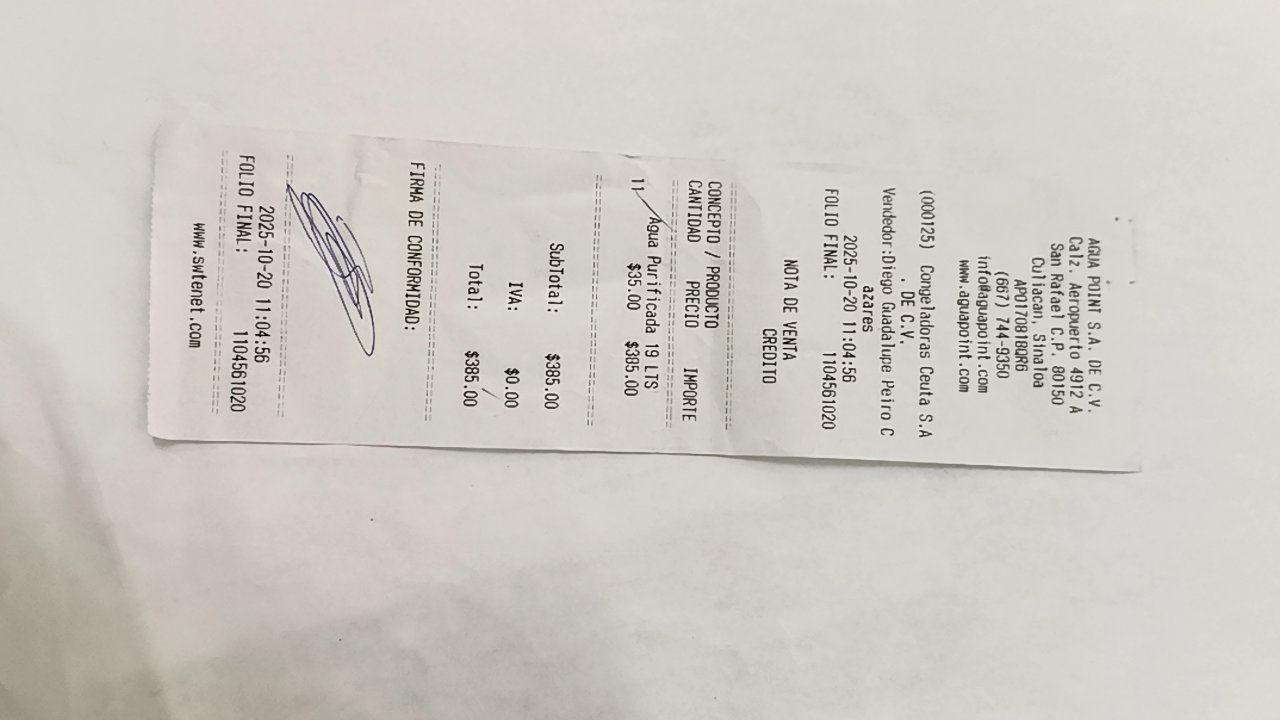 AGUA POINT S.A. DE C.V.
Calz. Aeropuerto 4912 A
San Rafael C.P. 80150
Culiacan, Sinaloa
APO170818QR6
(667) 744-9350
info@aguapoint.com
www.aguapoint.com
(000125) Congeladoras Ceuta S.A
. DE C.V.
Vendedor:Diego Guadalupe Peiro C
azares
2025-10-20 11:04:56
FOLIO FINAL: 1104561020
NOTA DE VENTA
CREDITO
CONCEPTO / PRODUCTO
CANTIDAD PRECIO IMPORTE
Agua Purificada 19 LTS
11 $35.00 $385.00
SubTotal: $385.00
IVA: $0.00
Total: $385.00
FIRMA DE CONFORMIDAD:
2025-10-20 11:04:56
FOLIO FINAL: 1104561020
www.swtenet.com